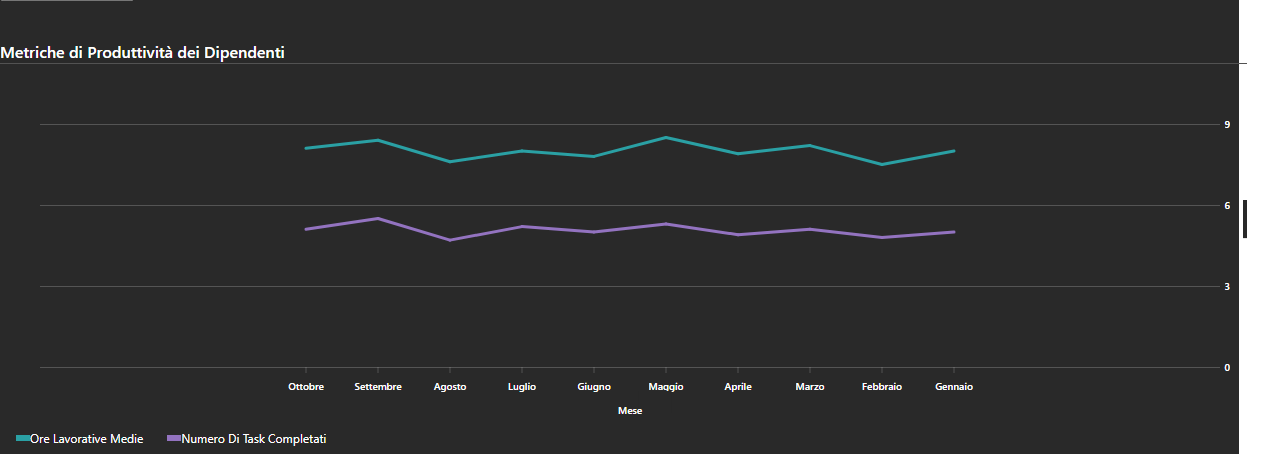 Metriche di Produttività dei Dipendenti
9
6
3
0
Ottobre Settembre Agosto Luglio Giugno Maggio Aprile Marzo Febbraio Gennaio
Mese
Ore Lavorative Medie Numero Di Task Completati